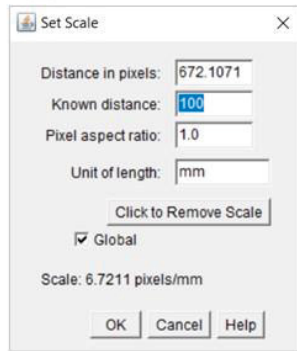 Set Scale
Distance in pixels: 672.1071
Known distance: 100
Pixel aspect ratio: 1.0
Unit of length: mm
Click to Remove Scale
Global
Scale: 6.7211 pixels/mm
OK Cancel Help